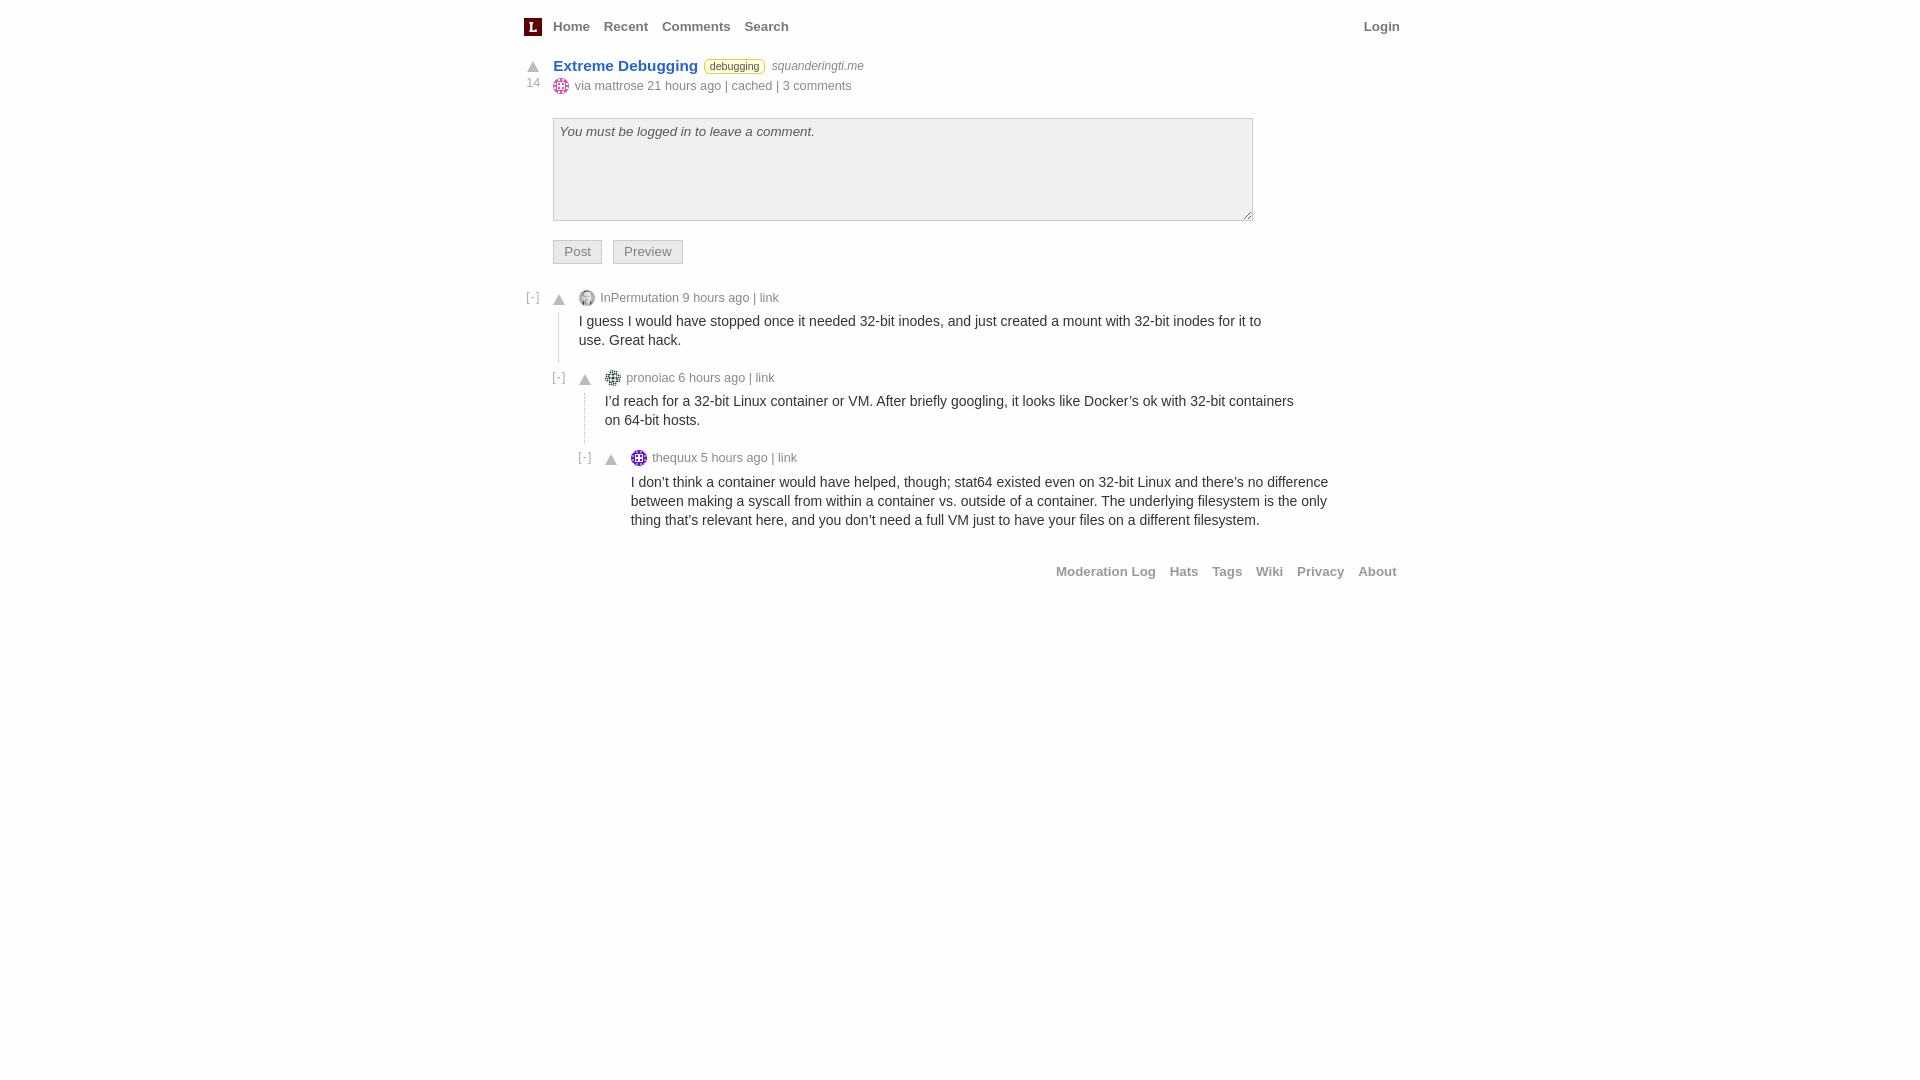 L Home Recent Comments Search Login
Extreme Debugging debugging squanderingti.me
14
via mattrose 21 hours ago | cached | 3 comments
You must be logged in to leave a comment.
Post Preview
[-] InPermutation 9 hours ago | link
I guess I would have stopped once it needed 32-bit inodes, and just created a mount with 32-bit inodes for it to
use. Great hack.
[-] pronoiac 6 hours ago | link
I’d reach for a 32-bit Linux container or VM. After briefly googling, it looks like Docker’s ok with 32-bit containers
on 64-bit hosts.
[-] thequux 5 hours ago | link
I don’t think a container would have helped, though; stat64 existed even on 32-bit Linux and there’s no difference
between making a syscall from within a container vs. outside of a container. The underlying filesystem is the only
thing that’s relevant here, and you don’t need a full VM just to have your files on a different filesystem.
Moderation Log Hats Tags Wiki Privacy About